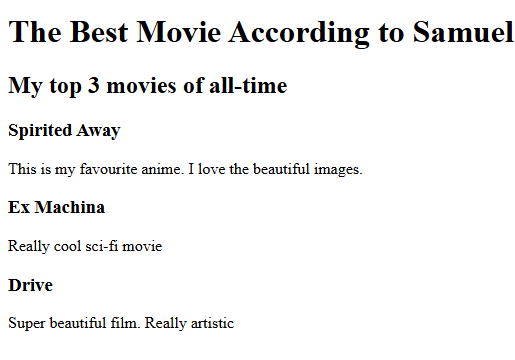 The Best Movie According to Samuel
My top 3 movies of all-time
Spirited Away
This is my favourite anime. I love the beautiful images.
Ex Machina
Really cool sci-fi movie
Drive
Super beautiful film. Really artistic